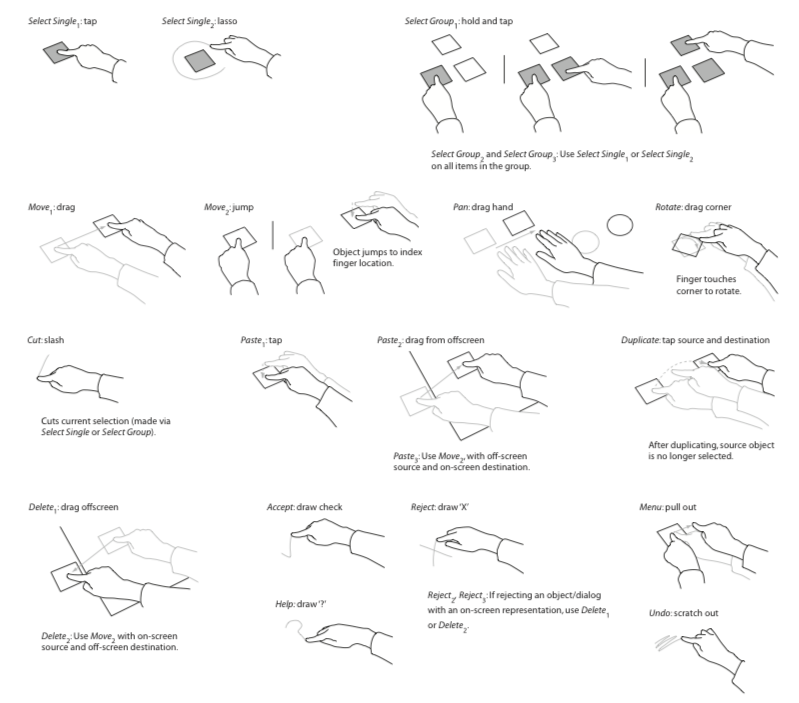 Select Single₁: tap
Select Single₂: lasso
Select Group₁: hold and tap
Select Group₂ and Select Group₃: Use Select Single₁ or Select Single₂
on all items in the group.
Move₁: drag
Move₂: jump
Object jumps to index
finger location.
Pan: drag hand
Rotate: drag corner
Finger touches
corner to rotate.
Cut: slash
Cuts current selection (made via
Select Single or Select Group).
Paste₁: tap
Paste₂: drag from offscreen
Paste₃: Use Move₂, with off-screen
source and on-screen destination.
Duplicate: tap source and destination
After duplicating, source object
is no longer selected.
Delete₁: drag offscreen
Delete₂: Use Move₂ with on-screen
source and off-screen destination.
Accept: draw check
Help: draw ‘?’
Reject: draw ‘X’
Reject₂, Reject₃: If rejecting an object/dialog
with an on-screen representation, use Delete₁
or Delete₂.
Menu: pull out
Undo: scratch out